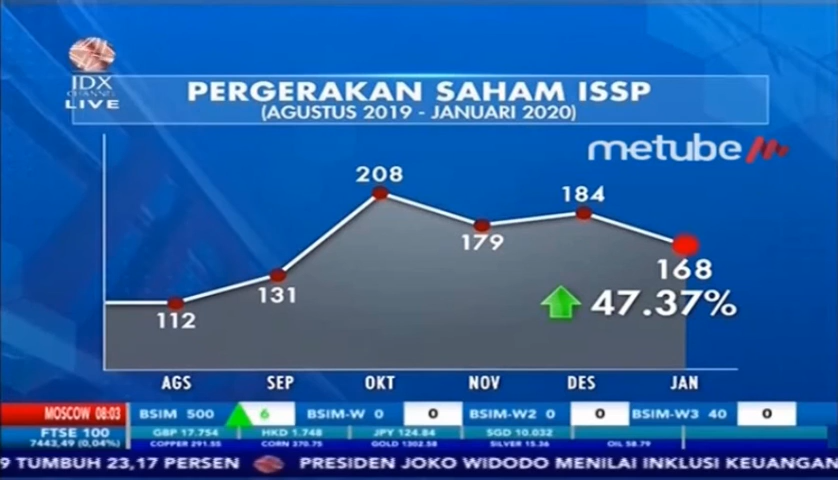 IDX
CHANNEL
LIVE
PERGERAKAN SAHAM ISSP
(AGUSTUS 2019 - JANUARI 2020)
metube
208
184
179
168
131
112
47.37%
AGS SEP OKT NOV DES JAN
MOSCOW 08:03 BSIM 500 6 BSIM-W 0 0 BSIM-W2 0 0 BSIM-W3 40 0
FTSE 100 GBP 17.754 HKD 1.748 JPY 124.84 SGD 10.032
7443,49 (0,04%) COPPER 291.55 CORN 370.75 GOLD 1302.58 SILVER 15.36 OIL 58.79
9 TUMBUH 23,17 PERSEN PRESIDEN JOKO WIDODO MENILAI INKLUSI KEUANGAN